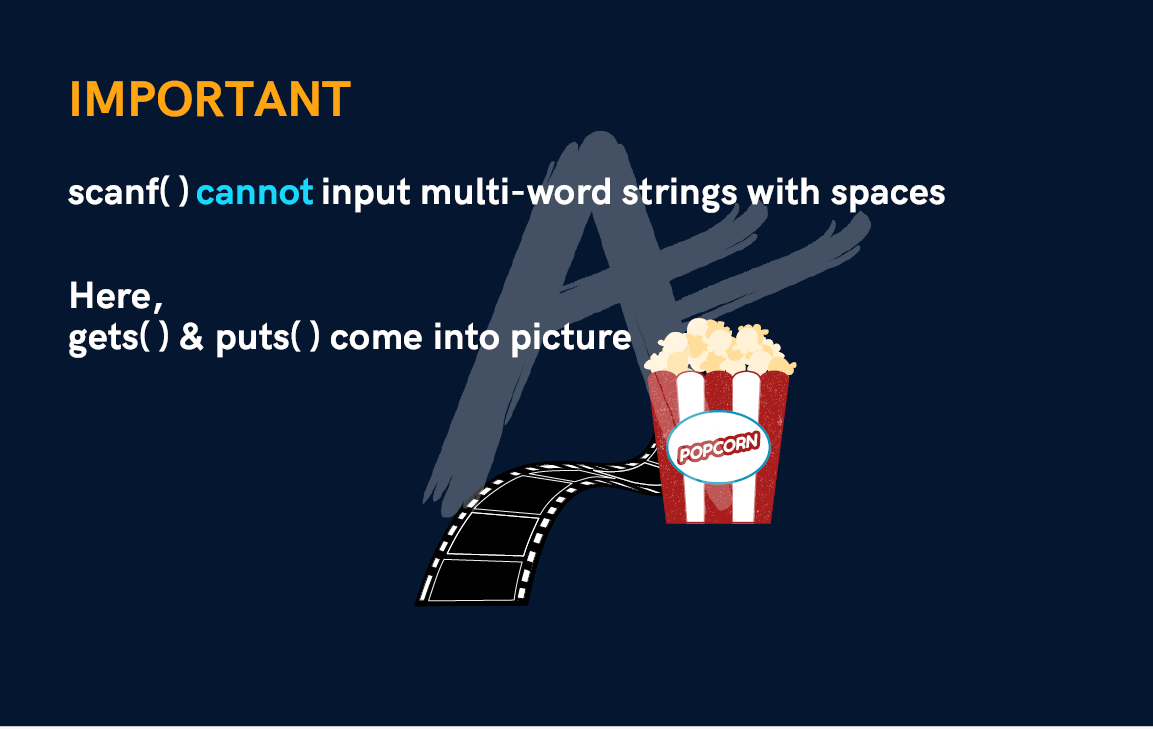 IMPORTANT
scanf( ) cannot input multi-word strings with spaces
Here,
gets( ) & puts( ) come into picture
POPCORN